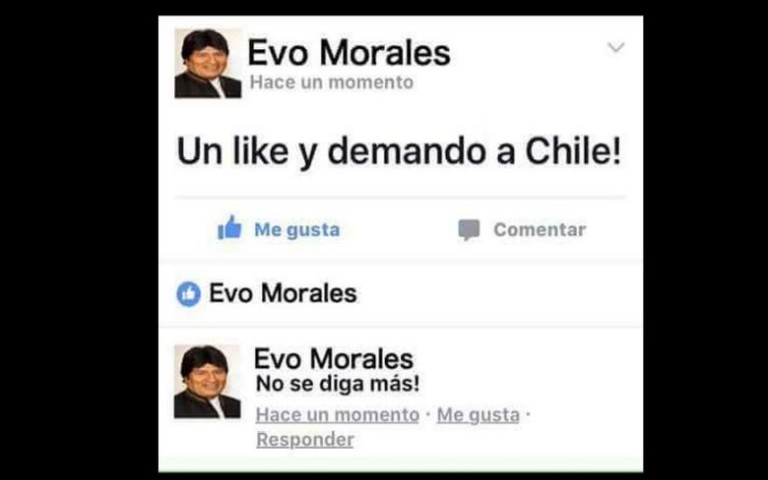 Evo Morales
Hace un momento
Un like y demando a Chile!
Me gusta Comentar
Evo Morales
Evo Morales
No se diga más!
Hace un momento · Me gusta ·
Responder